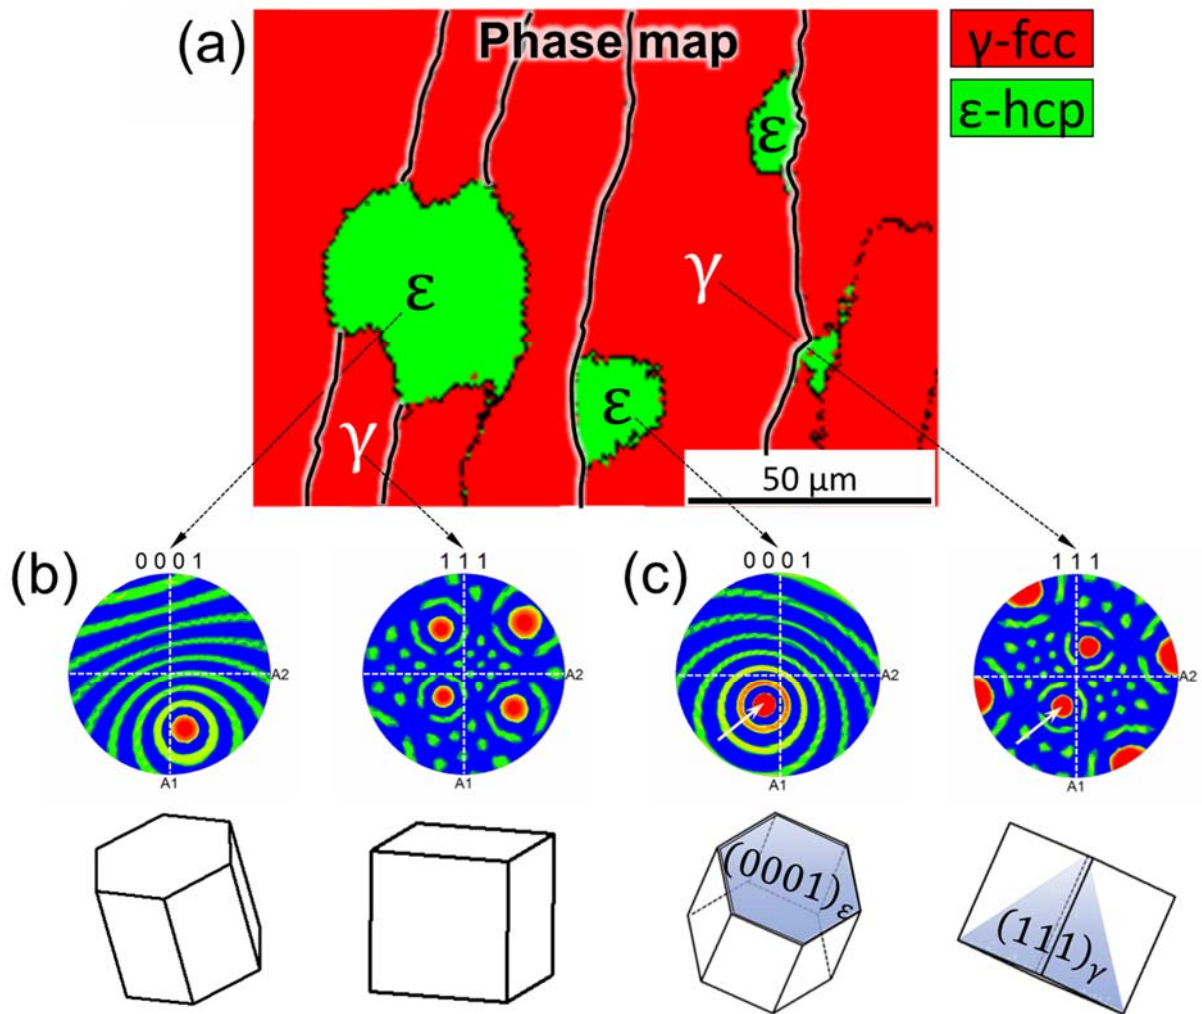 (a)
Phase map
γ-fcc
ε-hcp
ε
ε
γ
ε
γ
50 μm
(b)
0 0 0 1
1 1 1
(c)
0 0 0 1
1 1 1
A2
A2
A2
A2
A1
A1
A1
A1
(0001)ε
(111)γ